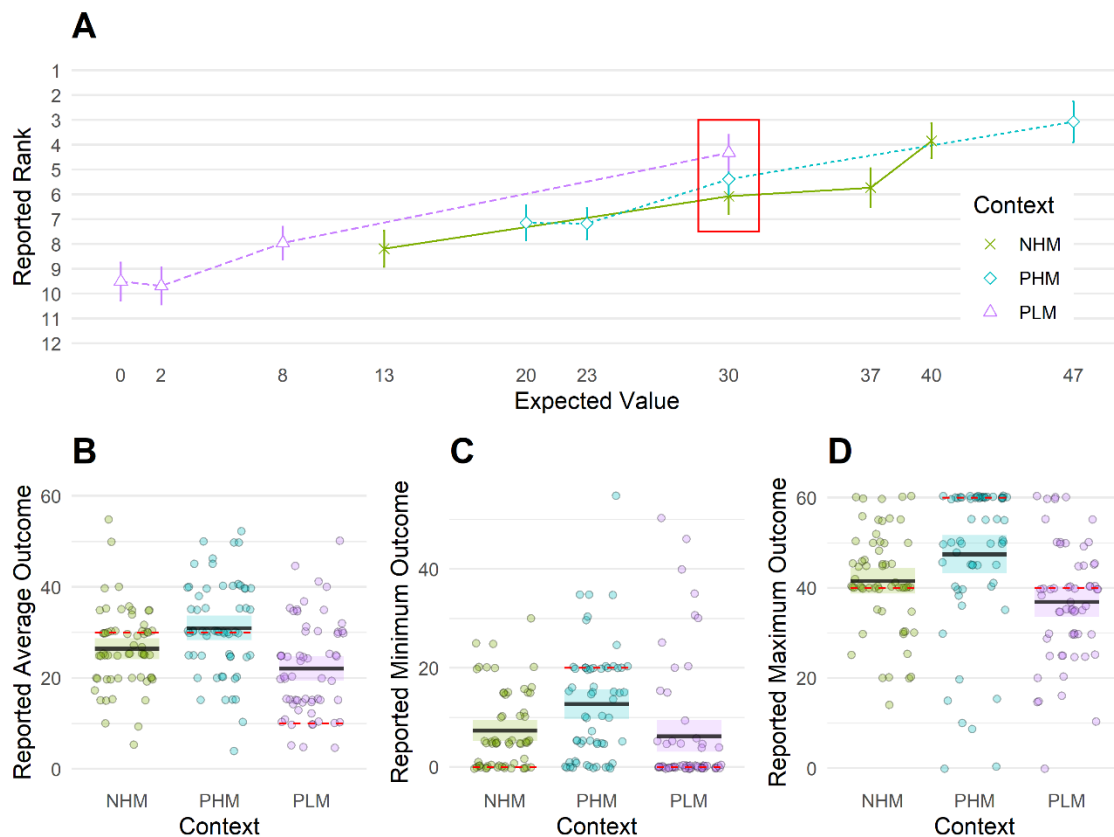 A
Reported Rank
1
2
3
4
5
6
7
8
9
10
11
12
Context
NHM
PHM
PLM
0 2 8 13 20 23 30 37 40 47
Expected Value
B
Reported Average Outcome
60
40
20
0
NHM PHM PLM
Context
C
Reported Minimum Outcome
40
20
0
NHM PHM PLM
Context
D
Reported Maximum Outcome
60
40
20
0
NHM PHM PLM
Context